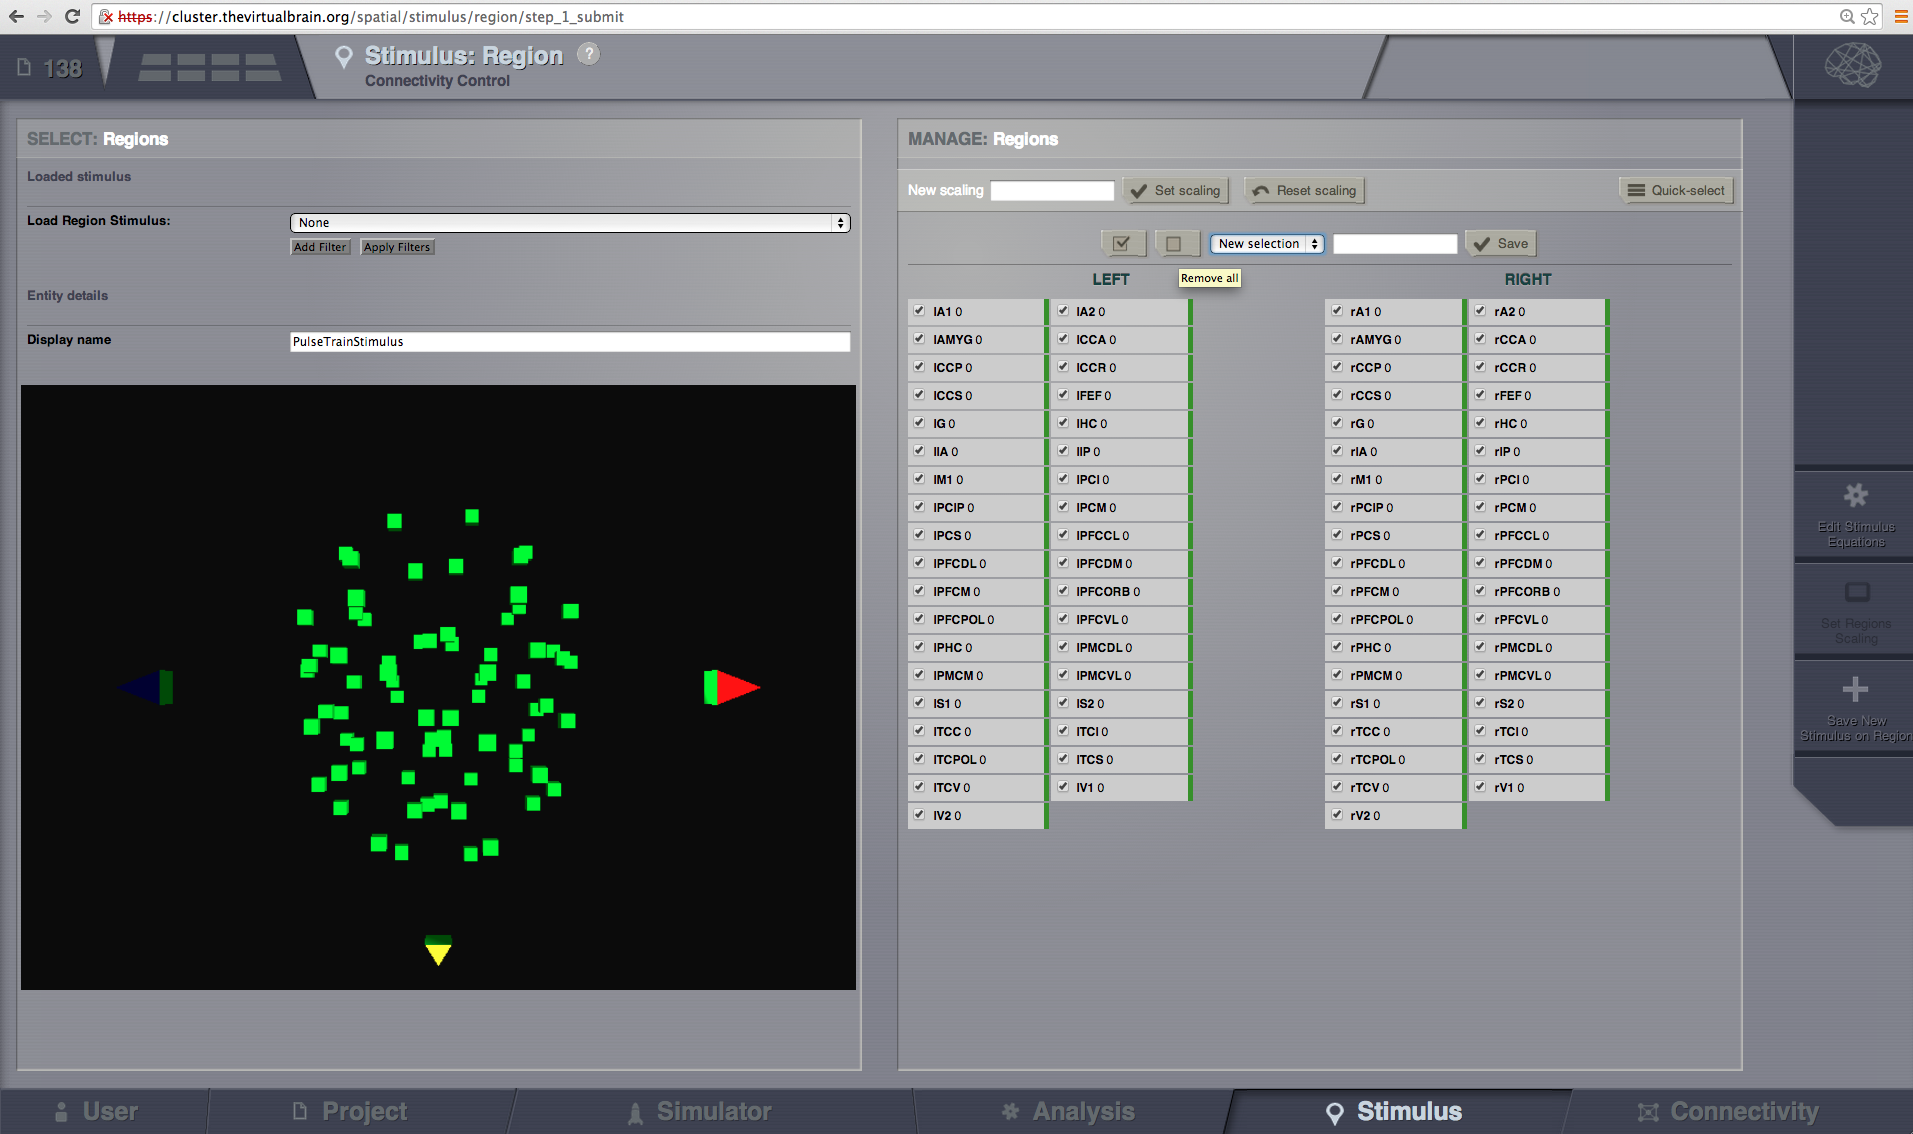 https://cluster.thevirtualbrain.org/spatial/stimulus/region/step_1_submit
138
Stimulus: Region ?
Connectivity Control
SELECT: Regions
Loaded stimulus
Load Region Stimulus: None
Add Filter Apply Filters
Entity details
Display name PulseTrainStimulus
MANAGE: Regions
New scaling Set scaling Reset scaling Quick-select
New selection Save
Remove all
LEFT RIGHT
lA1 0 lA2 0 rA1 0 rA2 0
lAMYG 0 lCCA 0 rAMYG 0 rCCA 0
lCCP 0 lCCR 0 rCCP 0 rCCR 0
lCCS 0 lFEF 0 rCCS 0 rFEF 0
lG 0 lHC 0 rG 0 rHC 0
lIA 0 lIP 0 rIA 0 rIP 0
lM1 0 lPCI 0 rM1 0 rPCI 0
lPCIP 0 lPCM 0 rPCIP 0 rPCM 0
lPCS 0 lPFCCL 0 rPCS 0 rPFCCL 0
lPFCDL 0 lPFCDM 0 rPFCDL 0 rPFCDM 0
lPFCM 0 lPFCORB 0 rPFCM 0 rPFCORB 0
lPFCPOL 0 lPFCVL 0 rPFCPOL 0 rPFCVL 0
lPHC 0 lPMCDL 0 rPHC 0 rPMCDL 0
lPMCM 0 lPMCVL 0 rPMCM 0 rPMCVL 0
lS1 0 lS2 0 rS1 0 rS2 0
lTCC 0 lTCI 0 rTCC 0 rTCI 0
lTCPOL 0 lTCS 0 rTCPOL 0 rTCS 0
lTCV 0 lV1 0 rTCV 0 rV1 0
lV2 0 rV2 0
Edit Stimulus
Equations
Set Regions
Scaling
Save New
Stimulus on Region
User Project Simulator Analysis Stimulus Connectivity